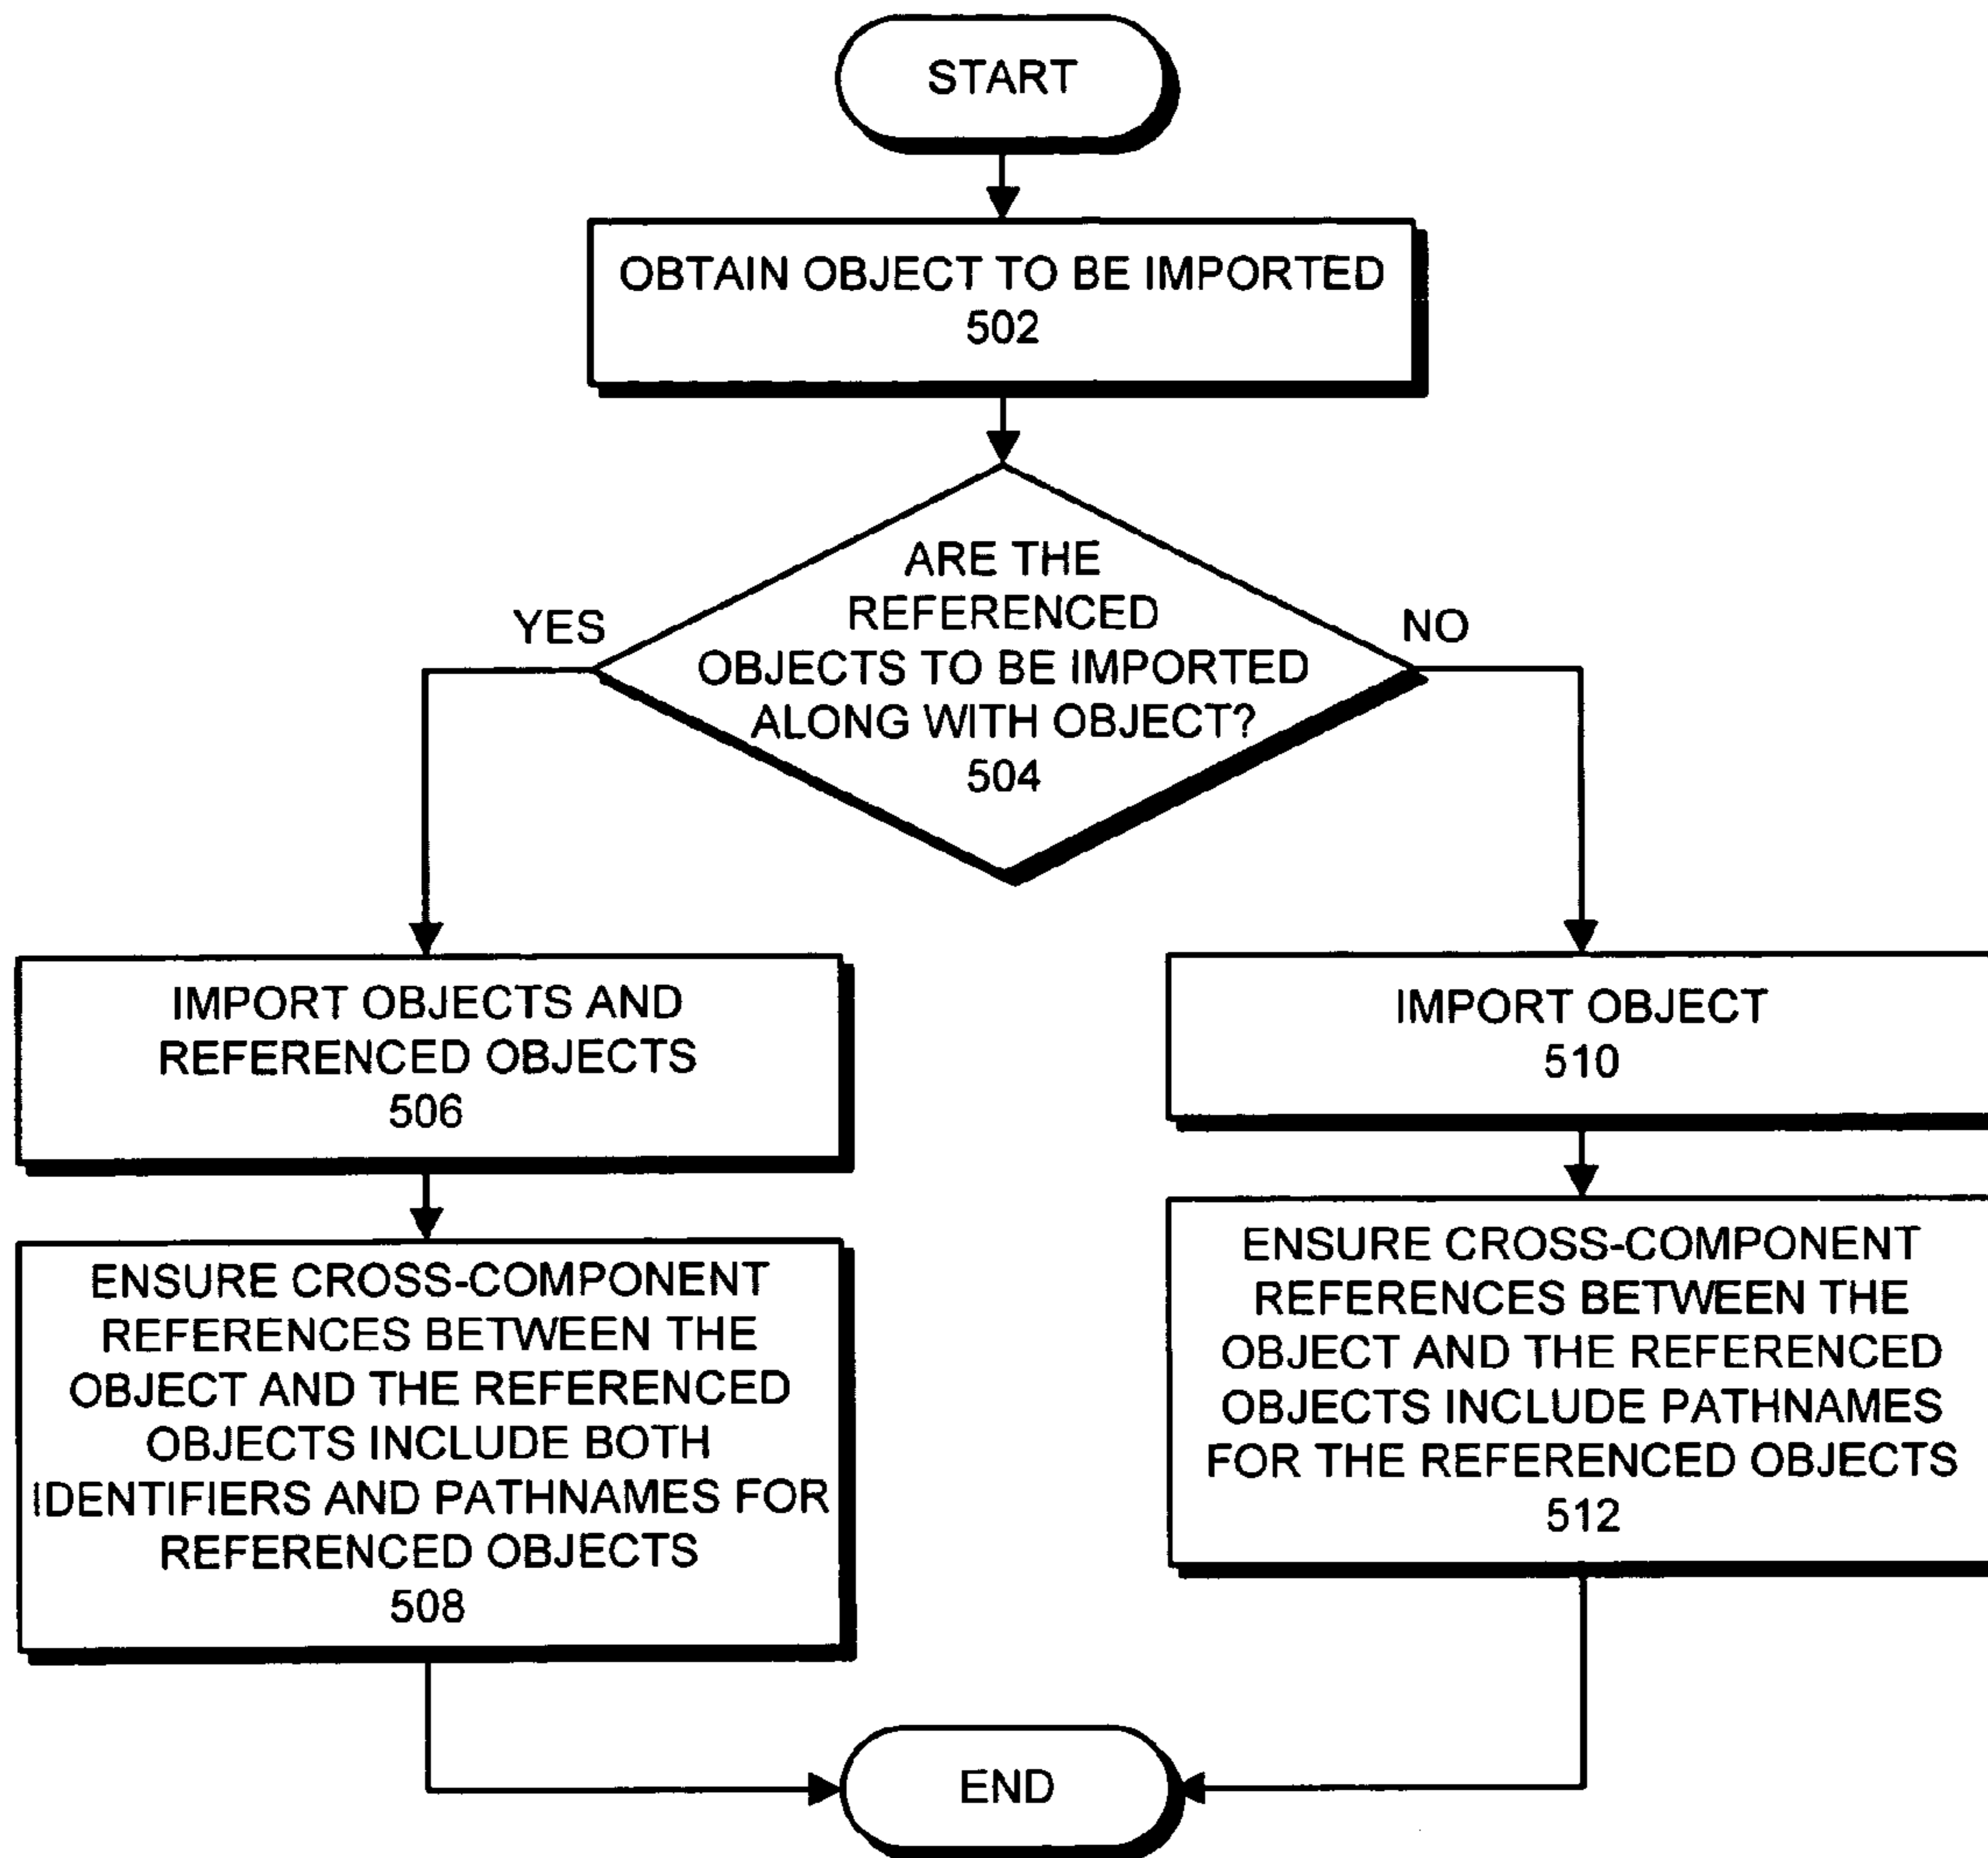 START
OBTAIN OBJECT TO BE IMPORTED
502
ARE THE
REFERENCED
OBJECTS TO BE IMPORTED
ALONG WITH OBJECT?
504
YES
NO
IMPORT OBJECTS AND
REFERENCED OBJECTS
506
IMPORT OBJECT
510
ENSURE CROSS-COMPONENT
REFERENCES BETWEEN THE
OBJECT AND THE REFERENCED
OBJECTS INCLUDE BOTH
IDENTIFIERS AND PATHNAMES FOR
REFERENCED OBJECTS
508
ENSURE CROSS-COMPONENT
REFERENCES BETWEEN THE
OBJECT AND THE REFERENCED
OBJECTS INCLUDE PATHNAMES
FOR THE REFERENCED OBJECTS
512
END